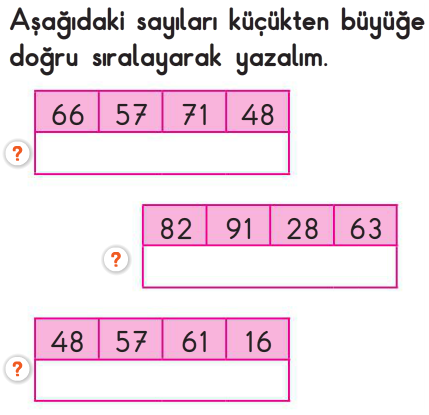 Aşağıdaki sayıları küçükten büyüğe
doğru sıralayarak yazalım.
66 57 71 48
?
82 91 28 63
?
48 57 61 16
?